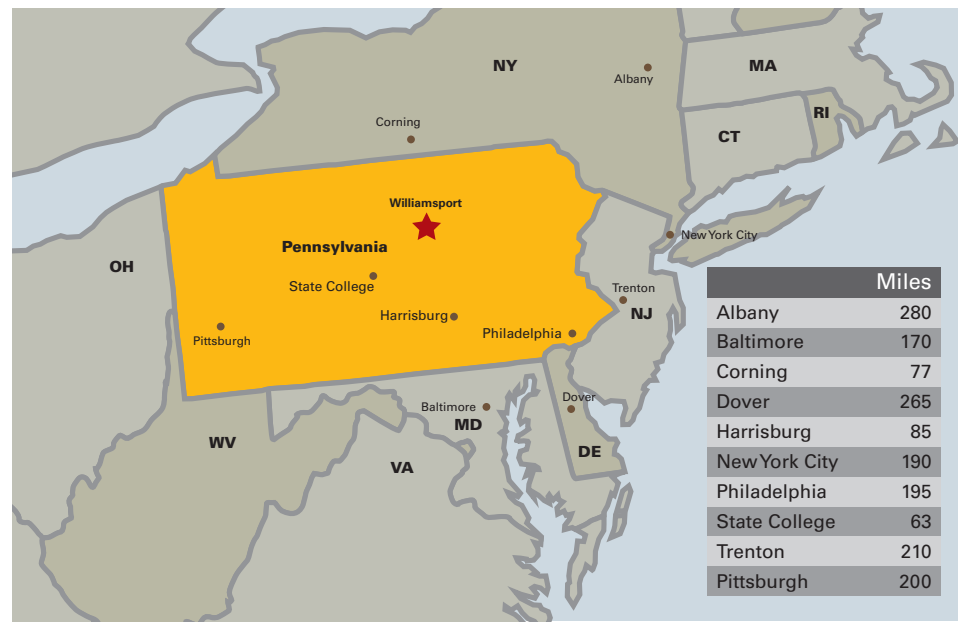 NY
MA
Albany
RI
Corning
CT
Williamsport
New York City
Pennsylvania
OH
State College
Trenton
Harrisburg
NJ
Philadelphia
Pittsburgh
Dover
Baltimore
MD
WV
DE
VA
Miles
Albany 280
Baltimore 170
Corning 77
Dover 265
Harrisburg 85
New York City 190
Philadelphia 195
State College 63
Trenton 210
Pittsburgh 200